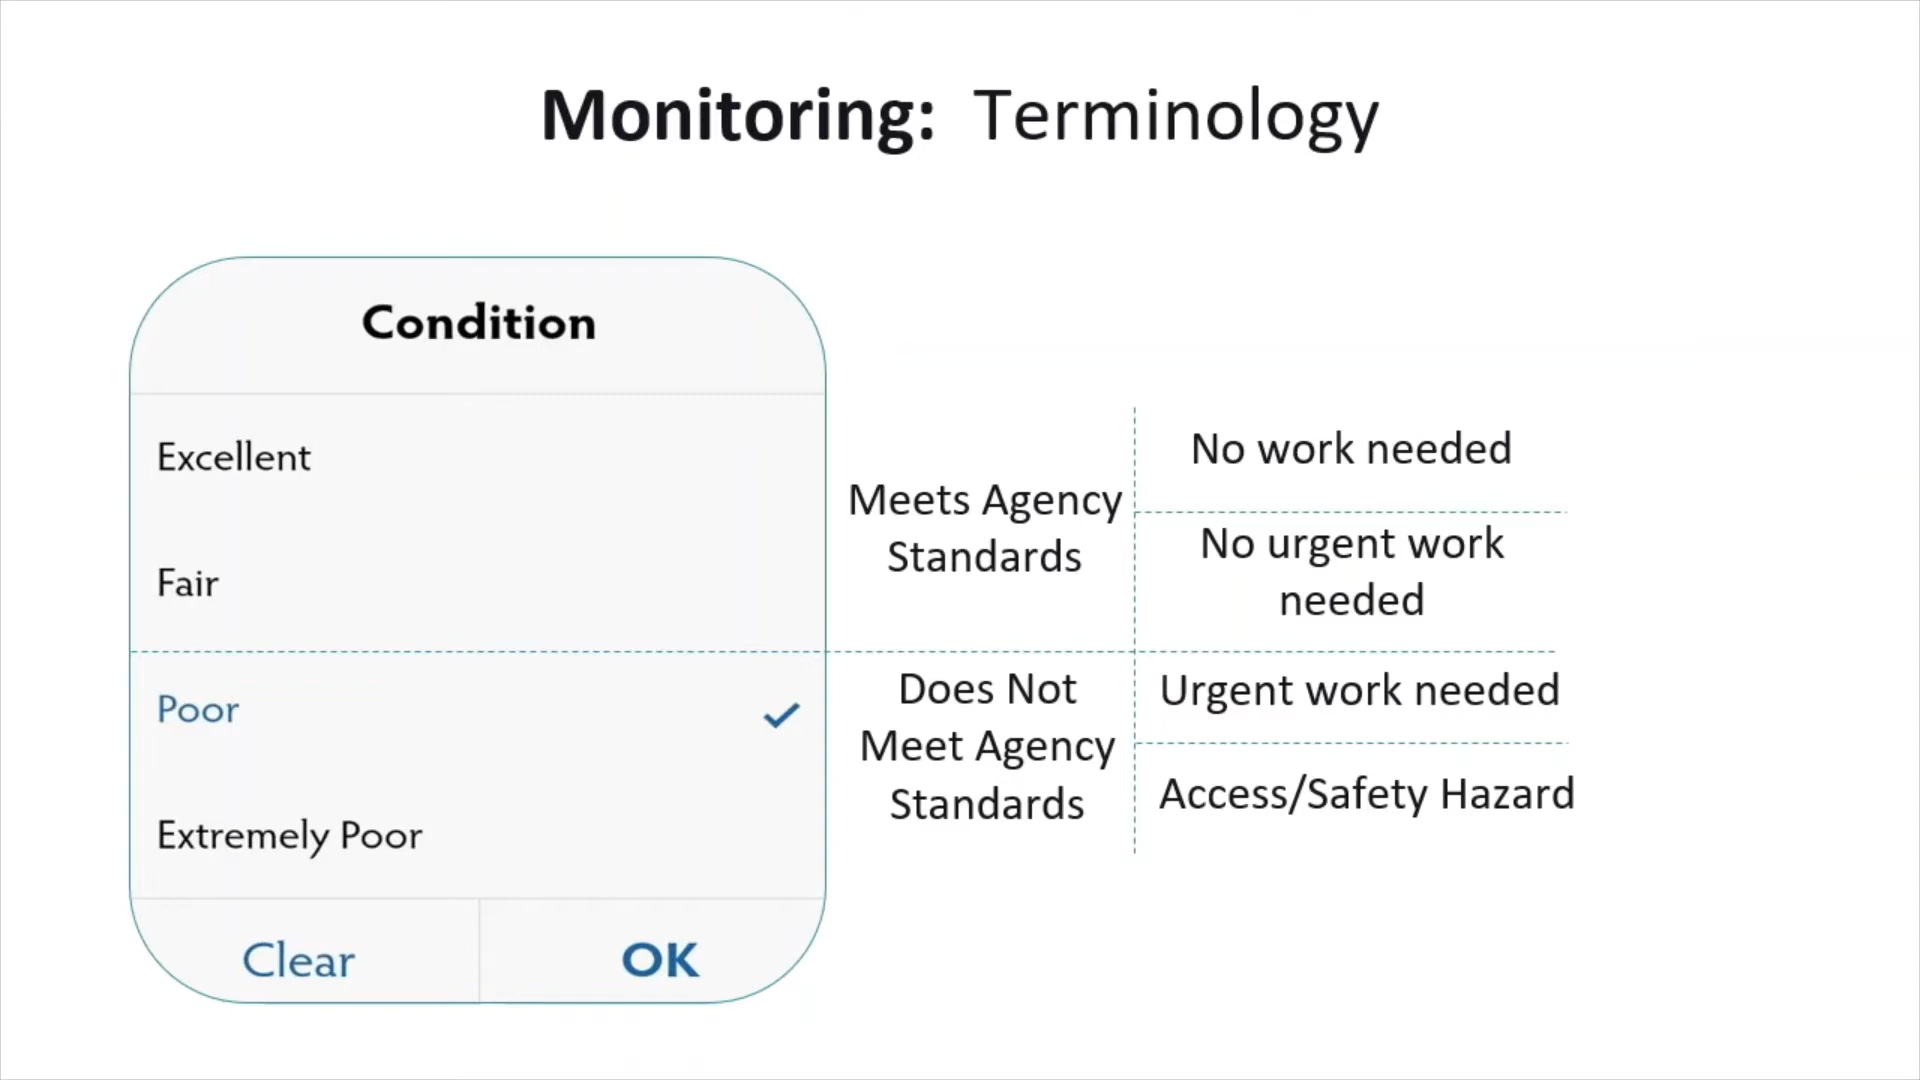 Monitoring: Terminology
Condition
Excellent
Fair
Poor
Extremely Poor
Clear
OK
Meets Agency
Standards
No work needed
No urgent work
needed
Does Not
Meet Agency
Standards
Urgent work needed
Access/Safety Hazard